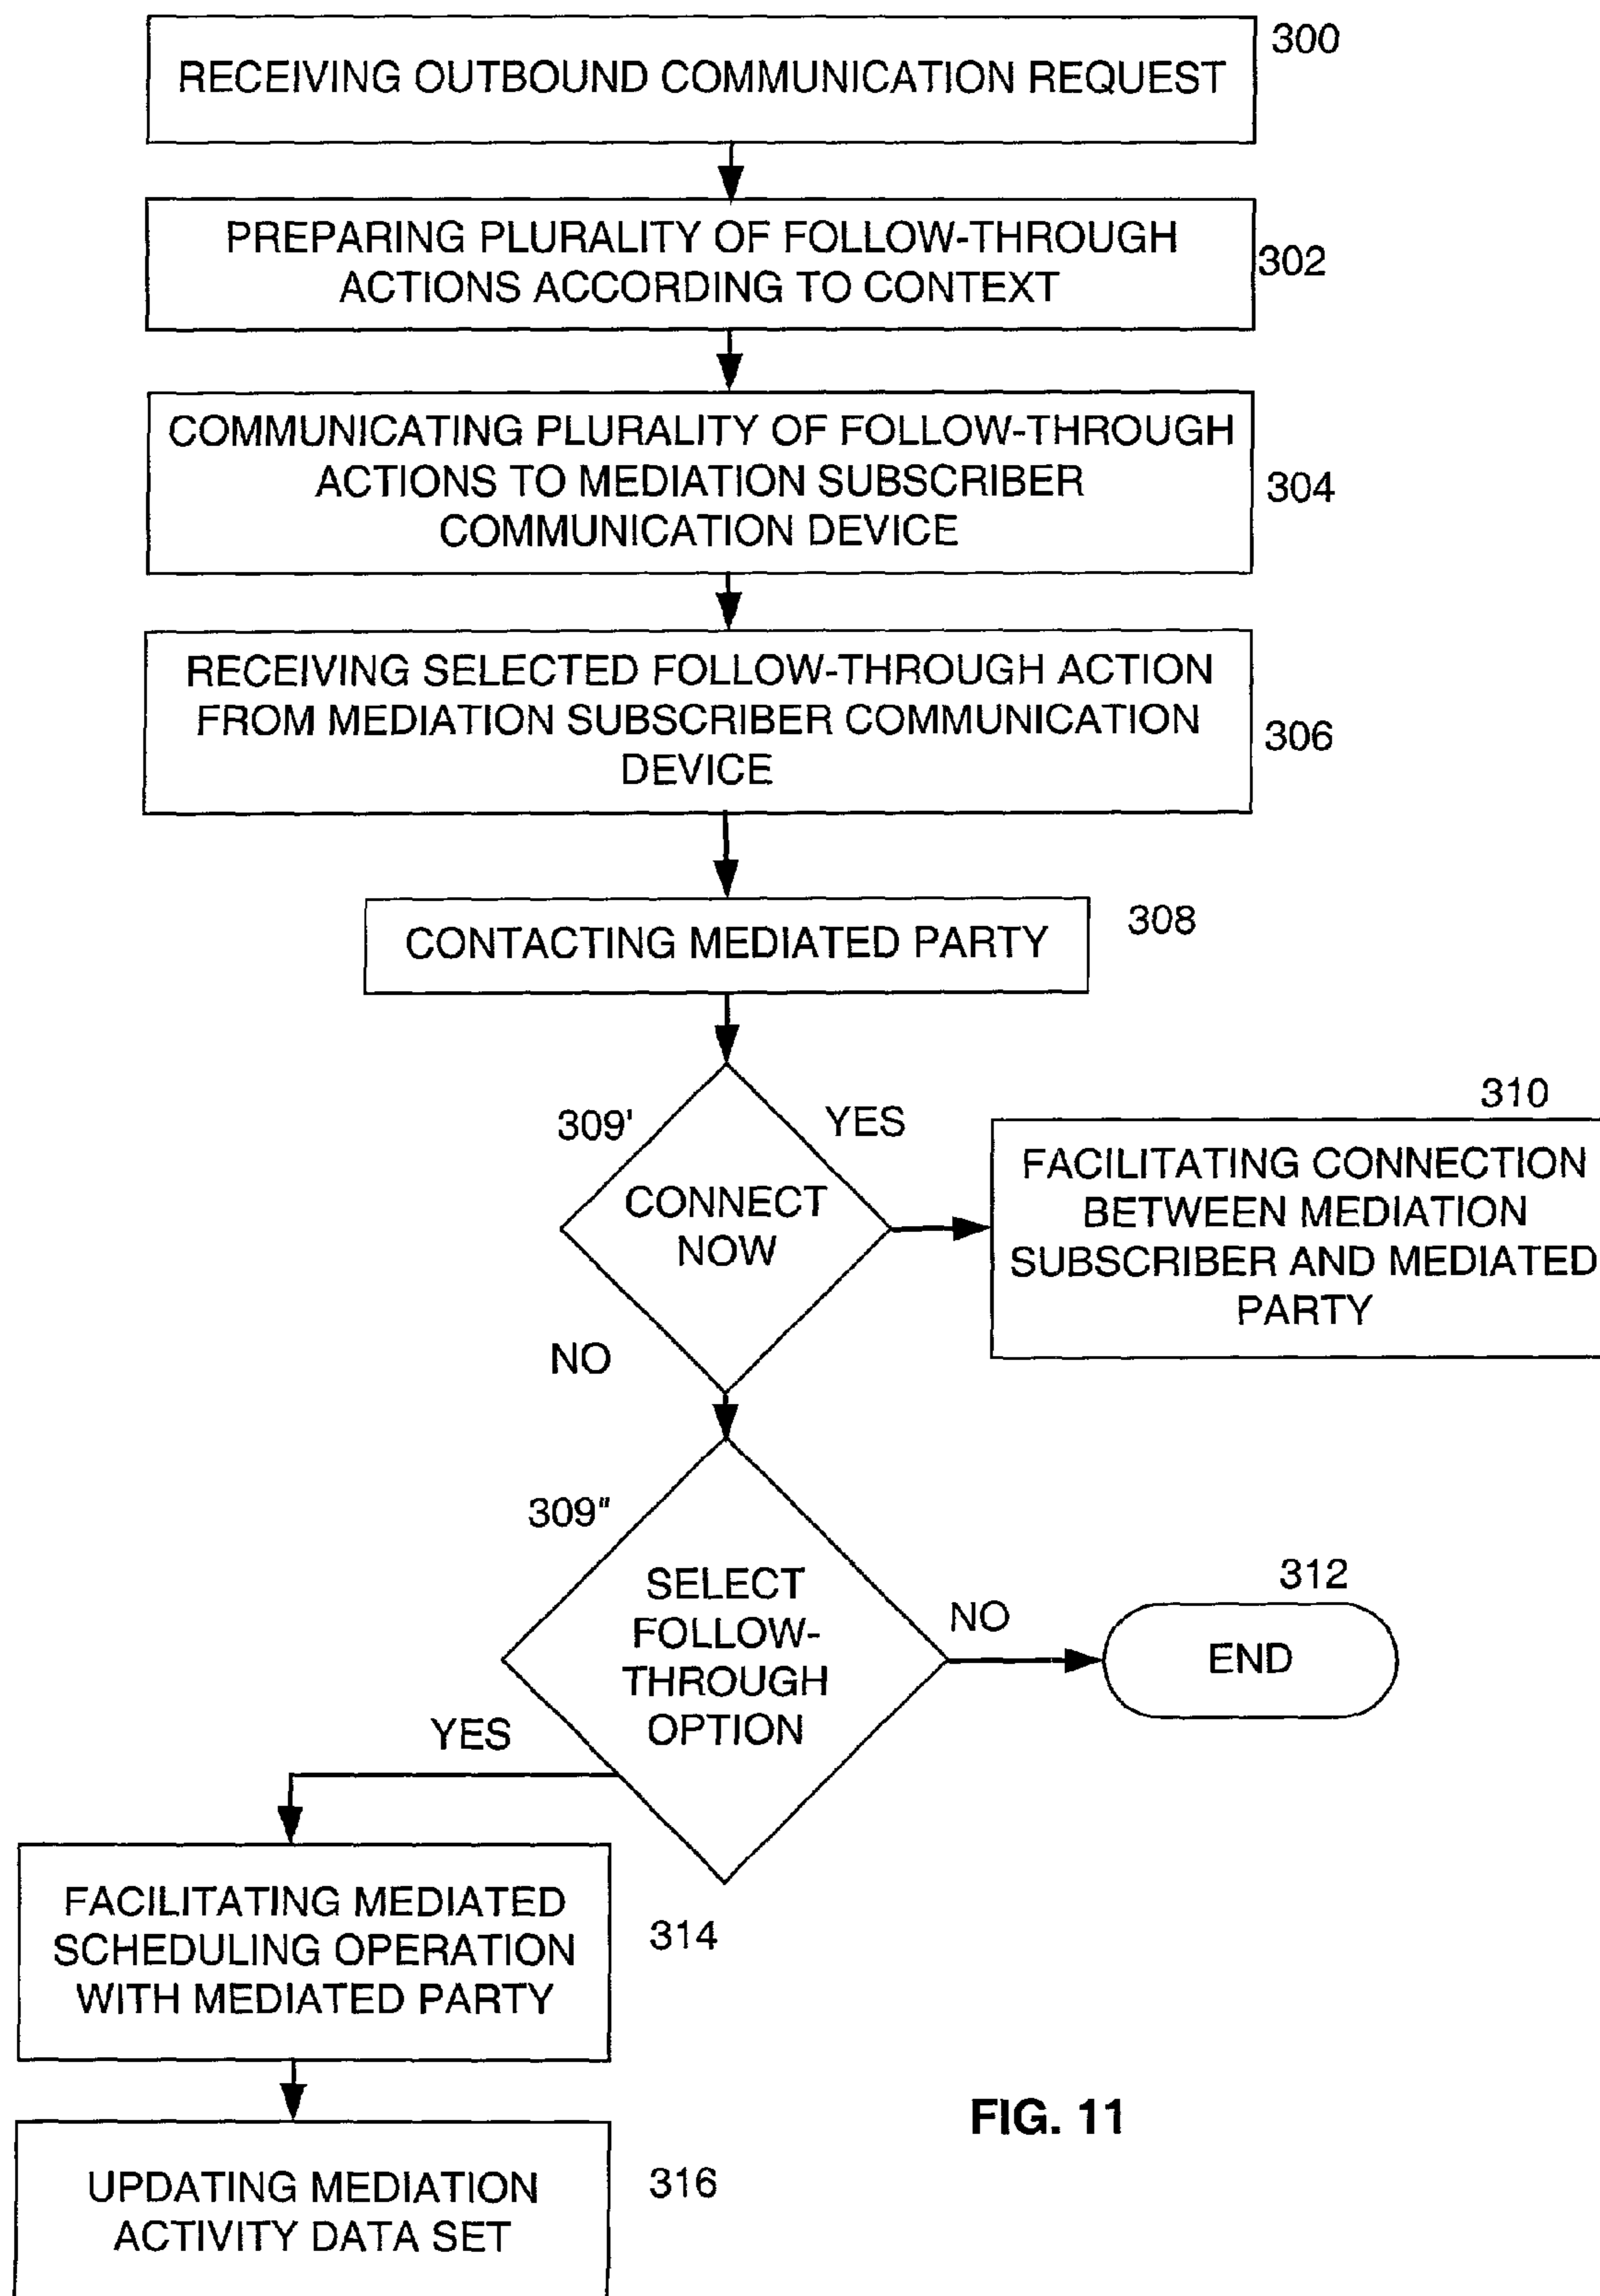 300
RECEIVING OUTBOUND COMMUNICATION REQUEST
PREPARING PLURALITY OF FOLLOW-THROUGH
ACTIONS ACCORDING TO CONTEXT
302
COMMUNICATING PLURALITY OF FOLLOW-THROUGH
ACTIONS TO MEDIATION SUBSCRIBER
COMMUNICATION DEVICE
304
RECEIVING SELECTED FOLLOW-THROUGH ACTION
FROM MEDIATION SUBSCRIBER COMMUNICATION
DEVICE
306
CONTACTING MEDIATED PARTY
308
309'
CONNECT
NOW
YES
NO
310
FACILITATING CONNECTION
BETWEEN MEDIATION
SUBSCRIBER AND MEDIATED
PARTY
309"
SELECT
FOLLOW-
THROUGH
OPTION
NO
312
END
YES
FACILITATING MEDIATED
SCHEDULING OPERATION
WITH MEDIATED PARTY
314
UPDATING MEDIATION
ACTIVITY DATA SET
316
FIG. 11